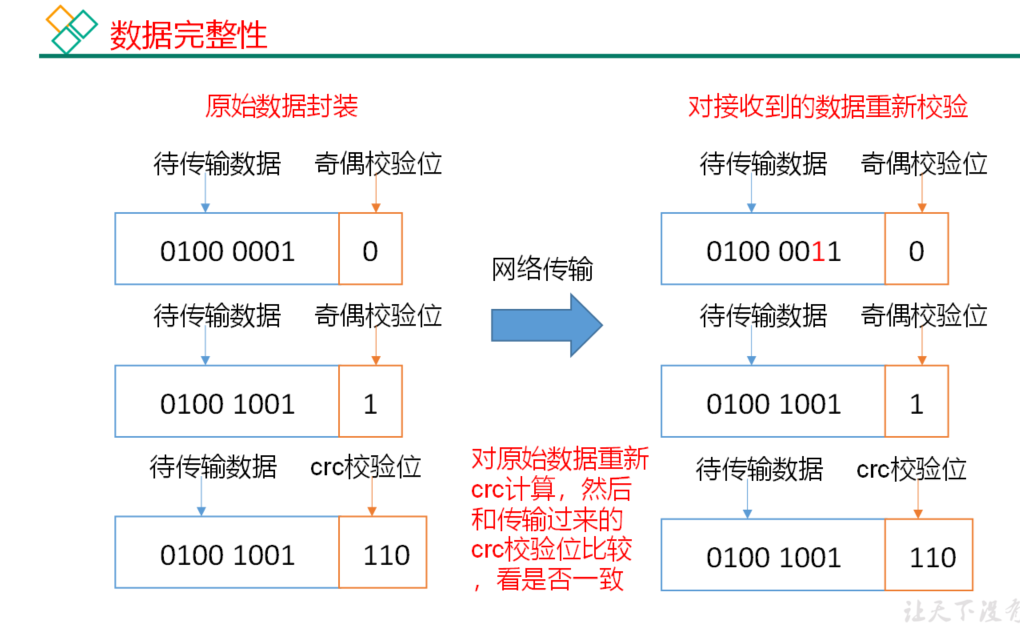 数据完整性
原始数据封装
对接收到的数据重新校验
待传输数据 奇偶校验位
待传输数据 奇偶校验位
0100 0001 0
0100 0011 0
网络传输
待传输数据 奇偶校验位
待传输数据 奇偶校验位
0100 1001 1
0100 1001 1
待传输数据 crc校验位
对原始数据重新
crc计算，然后
和传输过来的
crc校验位比较
，看是否一致
待传输数据 crc校验位
0100 1001 110
0100 1001 110
让天下没有